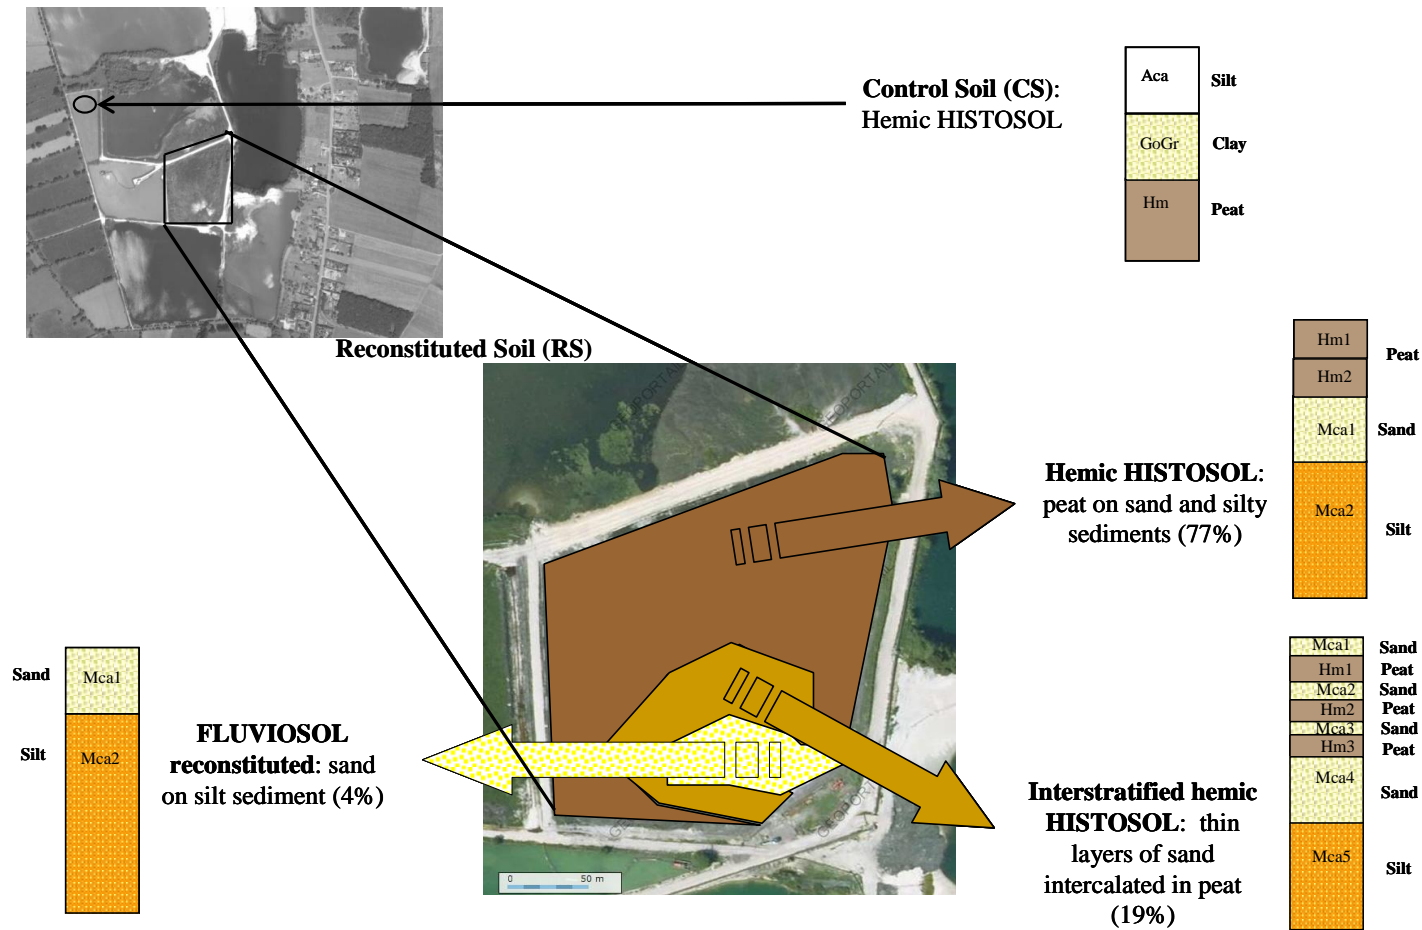 Control Soil (CS):
Hemic HISTOSOL
Aca
Silt
GoGr
Clay
Hm
Peat
Reconstituted Soil (RS)
GEOPORTAIL
Hm1
Peat
Hm2
Mca1
Sand
Mca2
Silt
Hemic HISTOSOL:
peat on sand and silty
sediments (77%)
Mca1
Sand
Hm1
Peat
Mca2
Sand
Hm2
Peat
Mca3
Sand
Hm3
Peat
Mca4
Sand
Mca5
Silt
Interstratified hemic
HISTOSOL: thin
layers of sand
intercalated in peat
(19%)
Sand
Mca1
Silt
Mca2
FLUVIOSOL
reconstituted: sand
on silt sediment (4%)
0 50 m